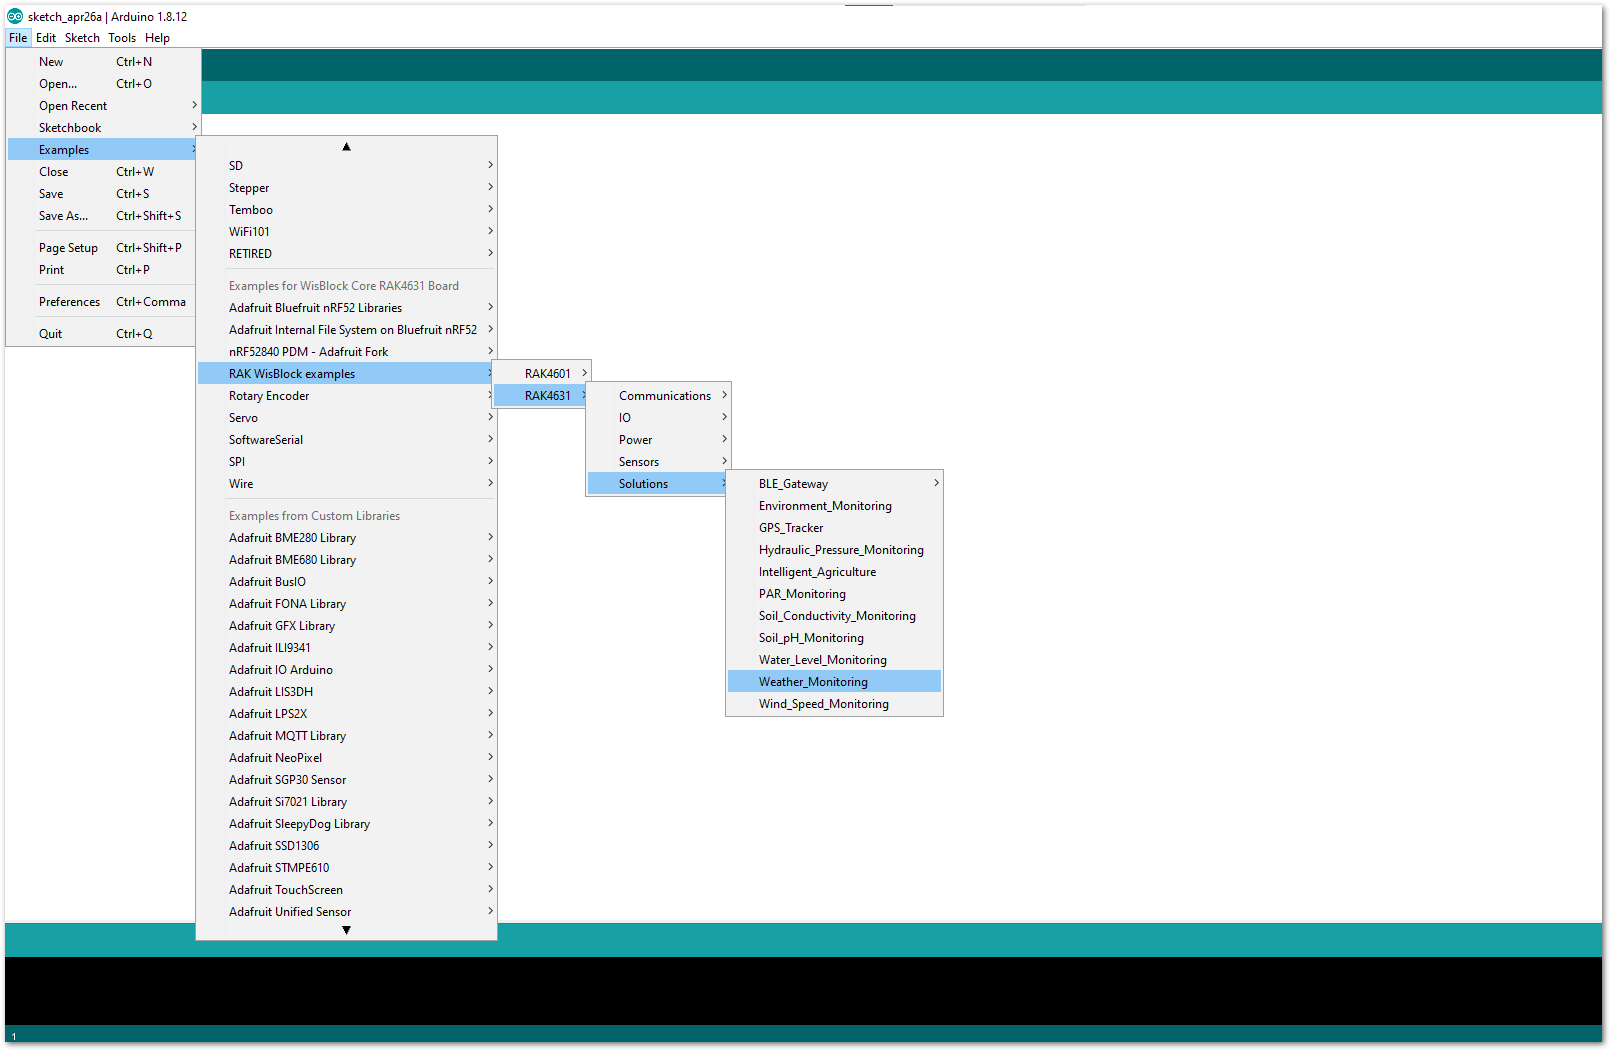 sketch_apr26a | Arduino 1.8.12
File Edit Sketch Tools Help
New Ctrl+N
Open... Ctrl+O
Open Recent
Sketchbook
Examples
Close Ctrl+W
Save Ctrl+S
Save As... Ctrl+Shift+S
Page Setup Ctrl+Shift+P
Print Ctrl+P
Preferences Ctrl+Comma
Quit Ctrl+Q
SD
Stepper
Temboo
WiFi101
RETIRED
Examples for WisBlock Core RAK4631 Board
Adafruit Bluefruit nRF52 Libraries
Adafruit Internal File System on Bluefruit nRF52
nRF52840 PDM - Adafruit Fork
RAK WisBlock examples
Rotary Encoder
Servo
SoftwareSerial
SPI
Wire
Examples from Custom Libraries
Adafruit BME280 Library
Adafruit BME680 Library
Adafruit BusIO
Adafruit FONA Library
Adafruit GFX Library
Adafruit ILI9341
Adafruit IO Arduino
Adafruit LIS3DH
Adafruit LPS2X
Adafruit MQTT Library
Adafruit NeoPixel
Adafruit SGP30 Sensor
Adafruit Si7021 Library
Adafruit SleepyDog Library
Adafruit SSD1306
Adafruit STMPE610
Adafruit TouchScreen
Adafruit Unified Sensor
RAK4601
RAK4631
Communications
IO
Power
Sensors
Solutions
BLE_Gateway
Environment_Monitoring
GPS_Tracker
Hydraulic_Pressure_Monitoring
Intelligent_Agriculture
PAR_Monitoring
Soil_Conductivity_Monitoring
Soil_pH_Monitoring
Water_Level_Monitoring
Weather_Monitoring
Wind_Speed_Monitoring
1